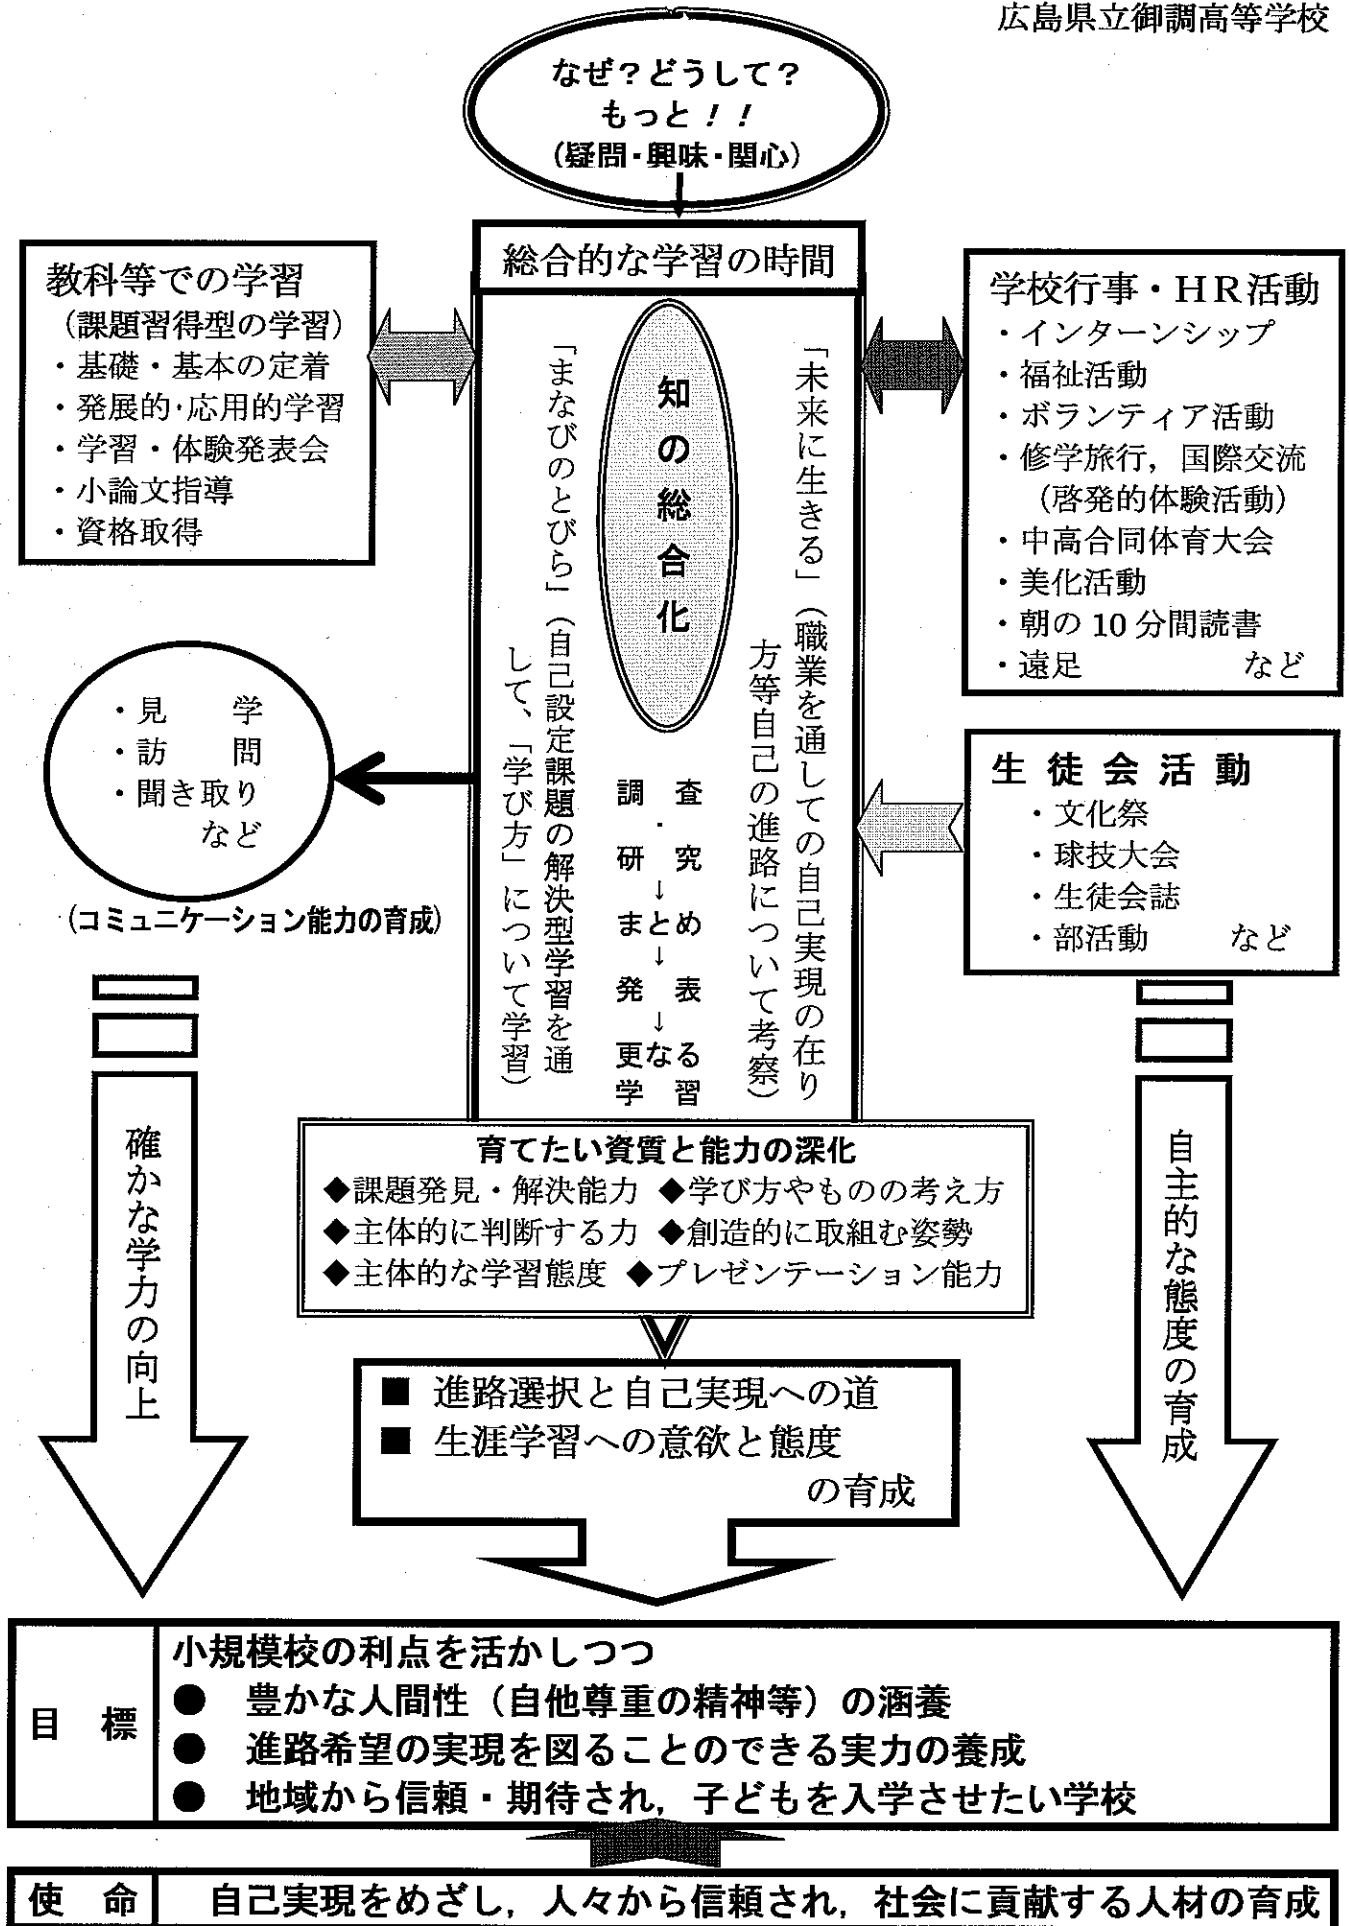 広島県立御調高等学校
なぜ？どうして？
もっと！！
(疑問・興味・関心)
総合的な学習の時間
教科等での学習
(課題習得型の学習)
・基礎・基本の定着
・発展的・応用的学習
・学習・体験発表会
・小論文指導
・資格取得
学校行事・ＨＲ活動
・インターンシップ
・福祉活動
・ボランティア活動
・修学旅行，国際交流
(啓発的体験活動)
・中高合同体育大会
・美化活動
・朝の 10 分間読書
・遠足　　　　など
「未来に生きる」（職業を通しての自己実現の在り
方等自己の進路について考察）
知の総合化
「まなびのとびら」（自己設定課題の解決型学習を通
して、「学び方」について学習）
調　査
・
研　究
↓
まとめ
↓
発　表
↓
更なる
学　習
・見　　学
・訪　　問
・聞き取り
など
(コミュニケーション能力の育成)
生 徒 会 活 動
・文化祭
・球技大会
・生徒会誌
・部活動　　など
確かな学力の向上
自主的な態度の育成
育てたい資質と能力の深化
◆課題発見・解決能力 ◆学び方やものの考え方
◆主体的に判断する力 ◆創造的に取組む姿勢
◆主体的な学習態度 ◆プレゼンテーション能力
■ 進路選択と自己実現への道
■ 生涯学習への意欲と態度
の育成
目　標
小規模校の利点を活かしつつ
●　豊かな人間性（自他尊重の精神等）の涵養
●　進路希望の実現を図ることのできる実力の養成
●　地域から信頼・期待され，子どもを入学させたい学校
使　命　自己実現をめざし，人々から信頼され，社会に貢献する人材の育成